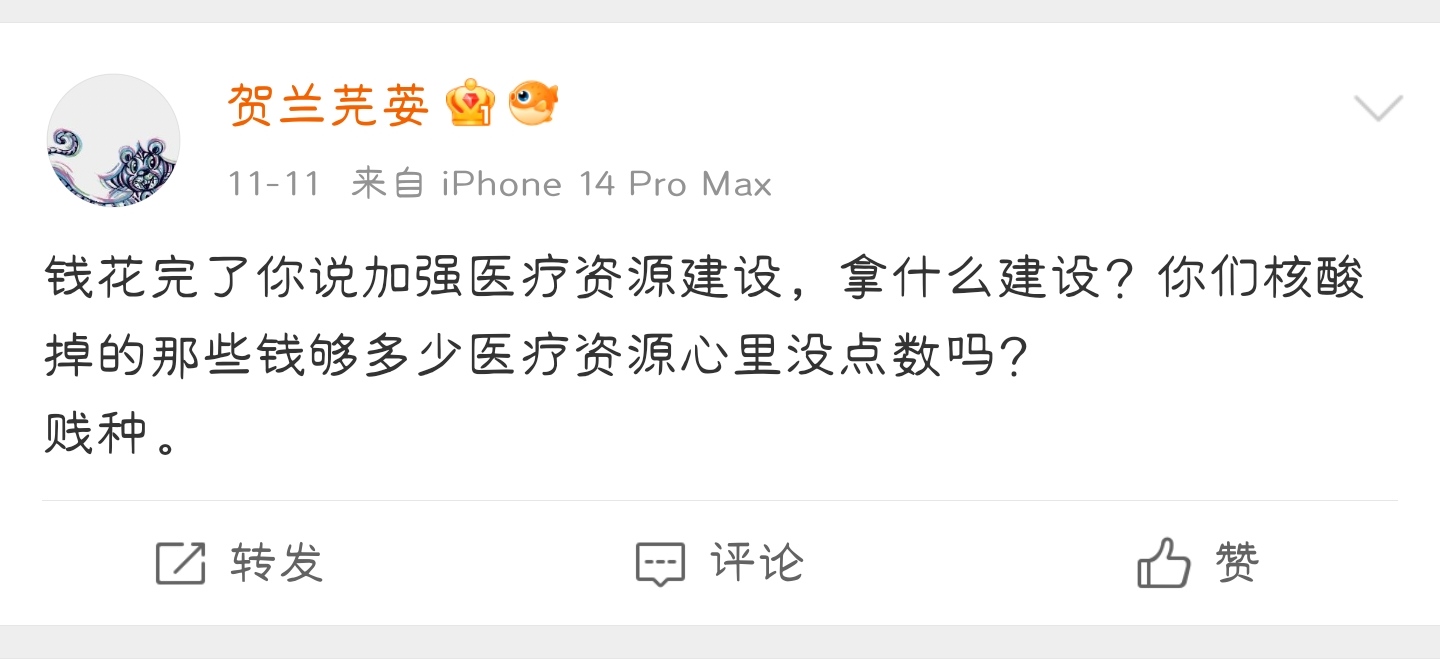 贺兰芫荽
11-11 来自 iPhone 14 Pro Max
钱花完了你说加强医疗资源建设，拿什么建设？你们核酸
掉的那些钱够多少医疗资源心里没点数吗？
贱种。
转发 评论 赞